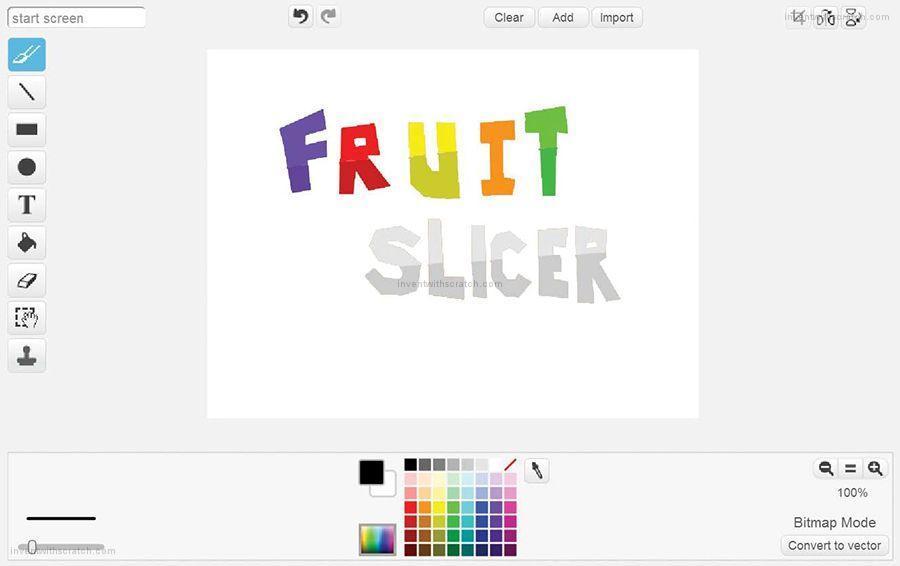 start screen
Clear Add Import
inventwithscratch.com
T
FRUIT
SLICER
inventwithscratch.com
100%
Bitmap Mode
Convert to vector
inventwithscratch.com